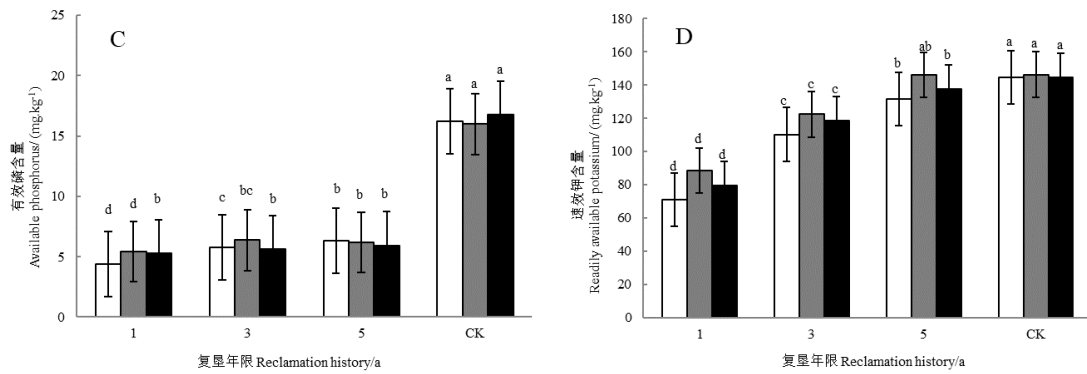 C
有效磷含量
Available phosphorus/ (mg.kg-1)
25
20
15
10
5
0
d d b
c bc b
b b b
a a a
1 3 5 CK
复垦年限 Reclamation history/a
D
速效钾含量
Readily available potassium/ (mg.kg-1)
180
160
140
120
100
80
60
40
20
0
d d d
c c c
b ab b
a a a
1 3 5 CK
复垦年限 Reclamation history/a